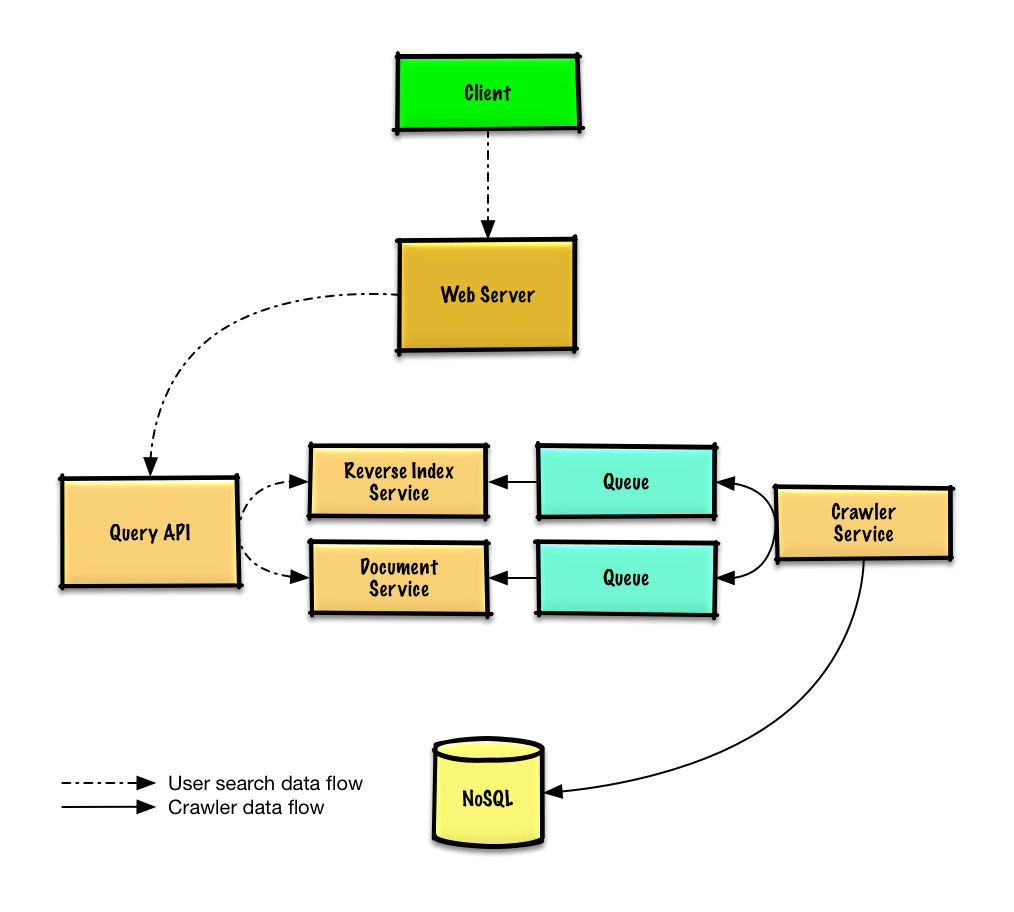 Client
Web Server
Reverse Index
Service
Queue
Crawler
Service
Query API
Document
Service
Queue
NoSQL
User search data flow
Crawler data flow